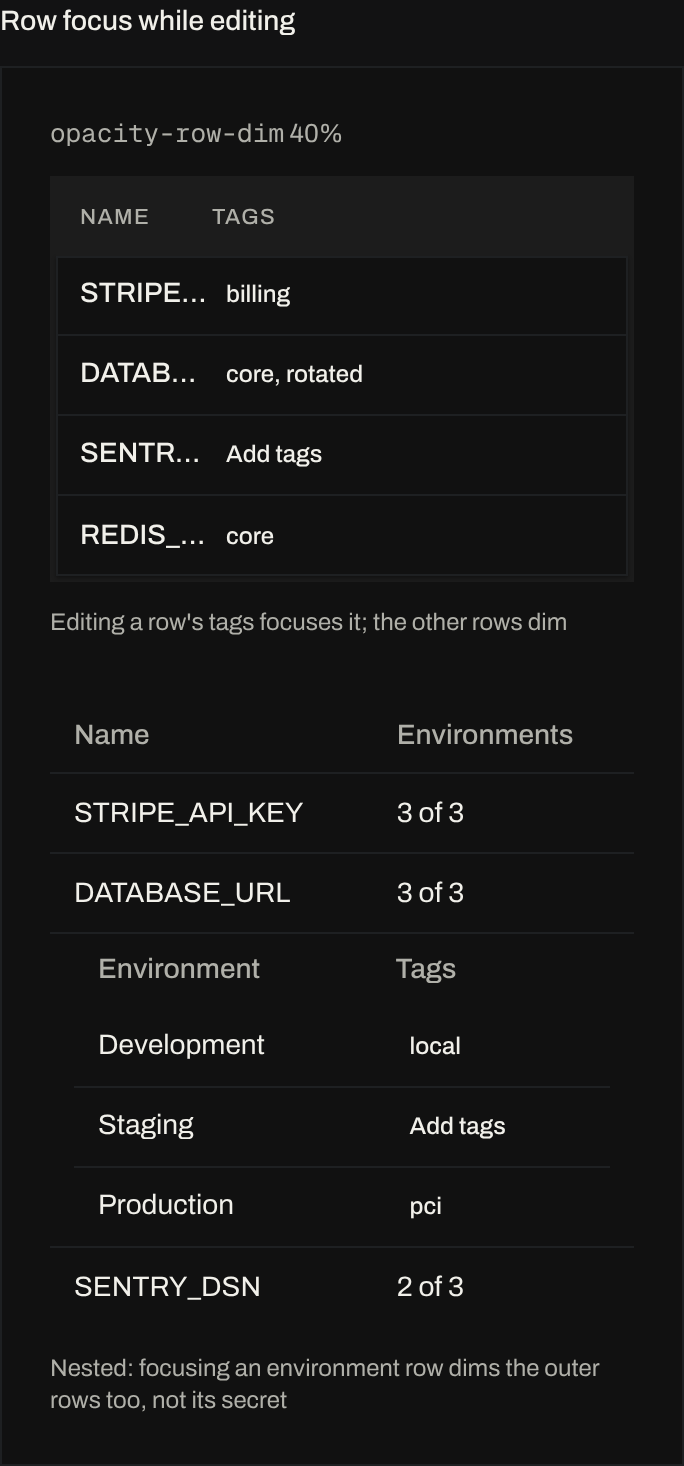 Row focus while editing
opacity-row-dim 40%
NAME TAGS
STRIPE... billing
DATAB... core, rotated
SENTR... Add tags
REDIS_... core
Editing a row's tags focuses it; the other rows dim
Name Environments
STRIPE_API_KEY 3 of 3
DATABASE_URL 3 of 3
Environment Tags
Development local
Staging Add tags
Production pci
SENTRY_DSN 2 of 3
Nested: focusing an environment row dims the outer
rows too, not its secret